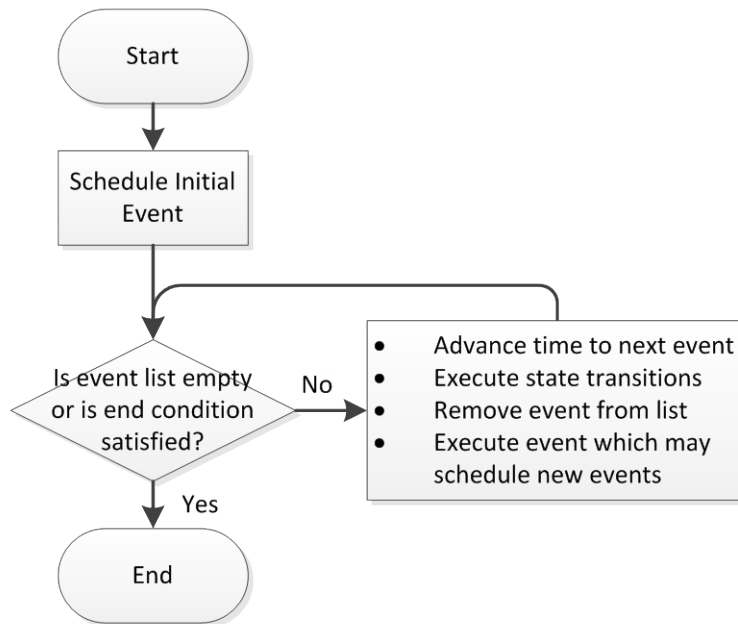 Start
Schedule Initial
Event
Is event list empty
or is end condition
satisfied?
No
• Advance time to next event
• Execute state transitions
• Remove event from list
• Execute event which may
schedule new events
Yes
End